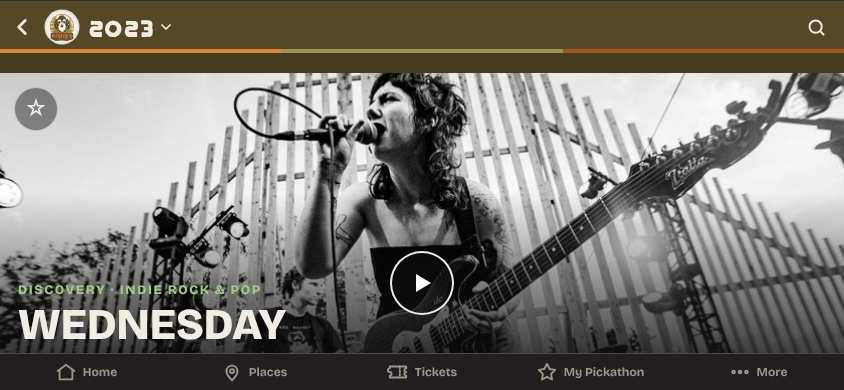 2023
DISCOVERY · INDIE ROCK & POP
WEDNESDAY
Home
Places
Tickets
My Pickathon
More